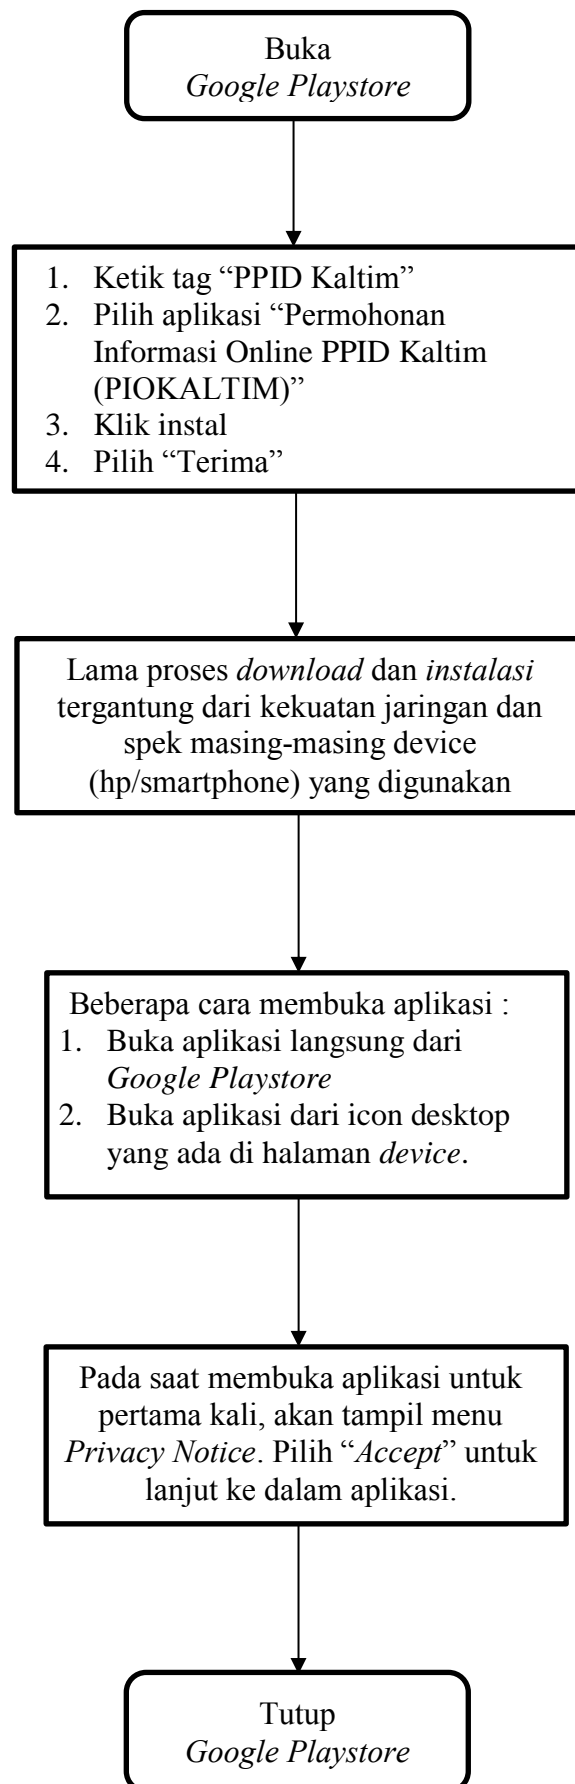 Buka
Google Playstore
1. Ketik tag “PPID Kaltim”
2. Pilih aplikasi “Permohonan
Informasi Online PPID Kaltim
(PIOKALTIM)”
3. Klik instal
4. Pilih “Terima”
Lama proses download dan instalasi
tergantung dari kekuatan jaringan dan
spek masing-masing device
(hp/smartphone) yang digunakan
Beberapa cara membuka aplikasi :
1. Buka aplikasi langsung dari
Google Playstore
2. Buka aplikasi dari icon desktop
yang ada di halaman device.
Pada saat membuka aplikasi untuk
pertama kali, akan tampil menu
Privacy Notice. Pilih “Accept” untuk
lanjut ke dalam aplikasi.
Tutup
Google Playstore